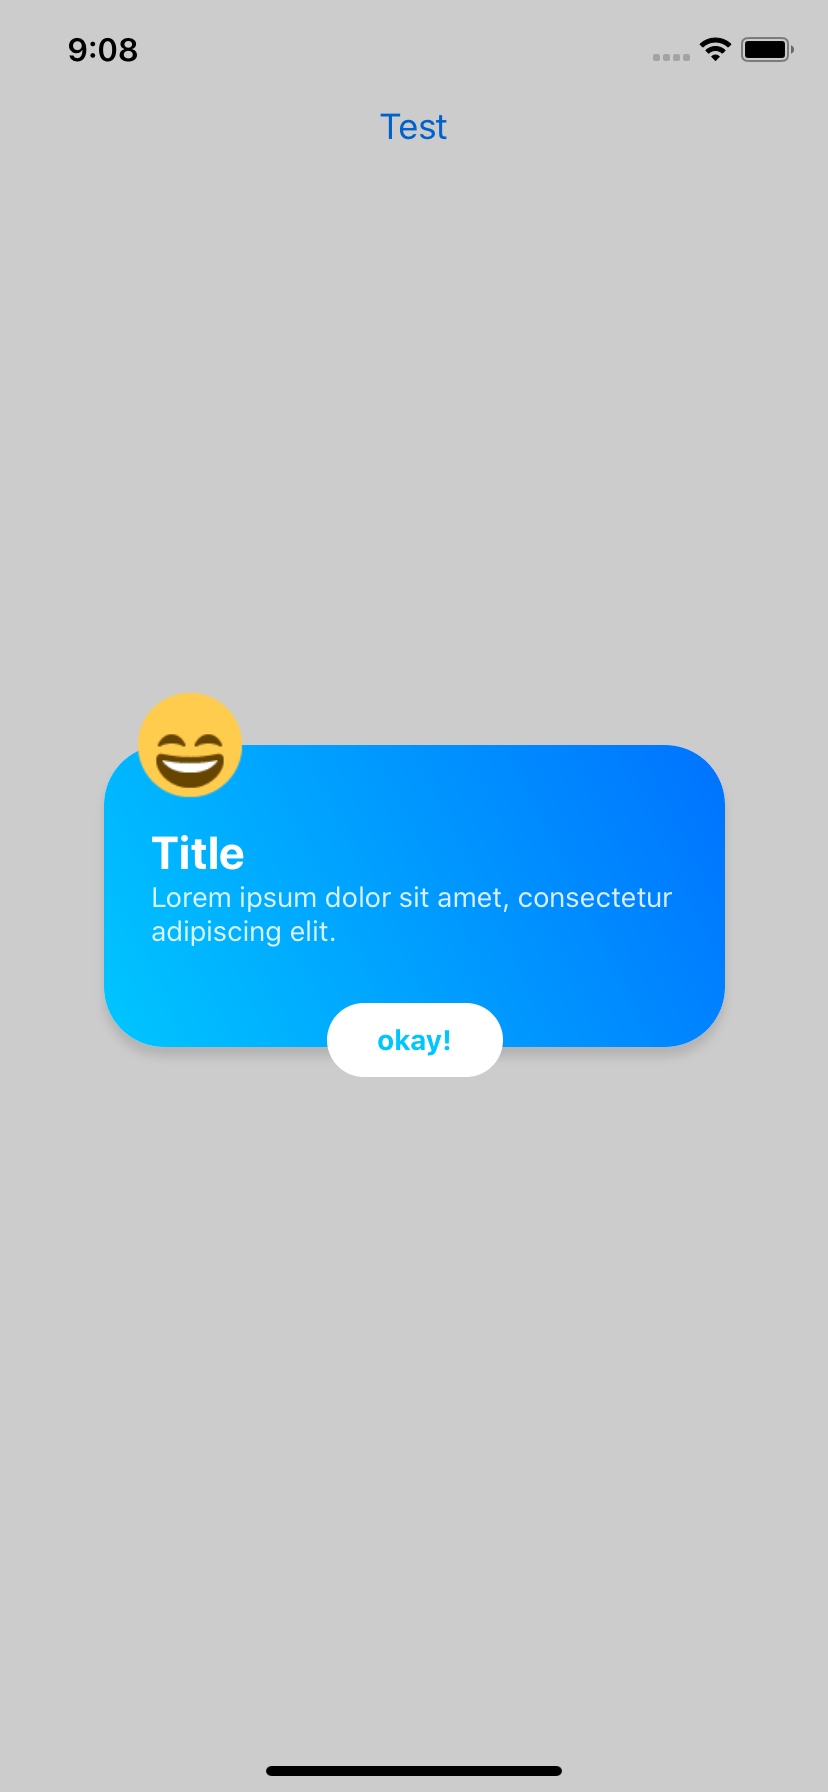 9:08
Test
Title
Lorem ipsum dolor sit amet, consectetur
adipiscing elit.
okay!